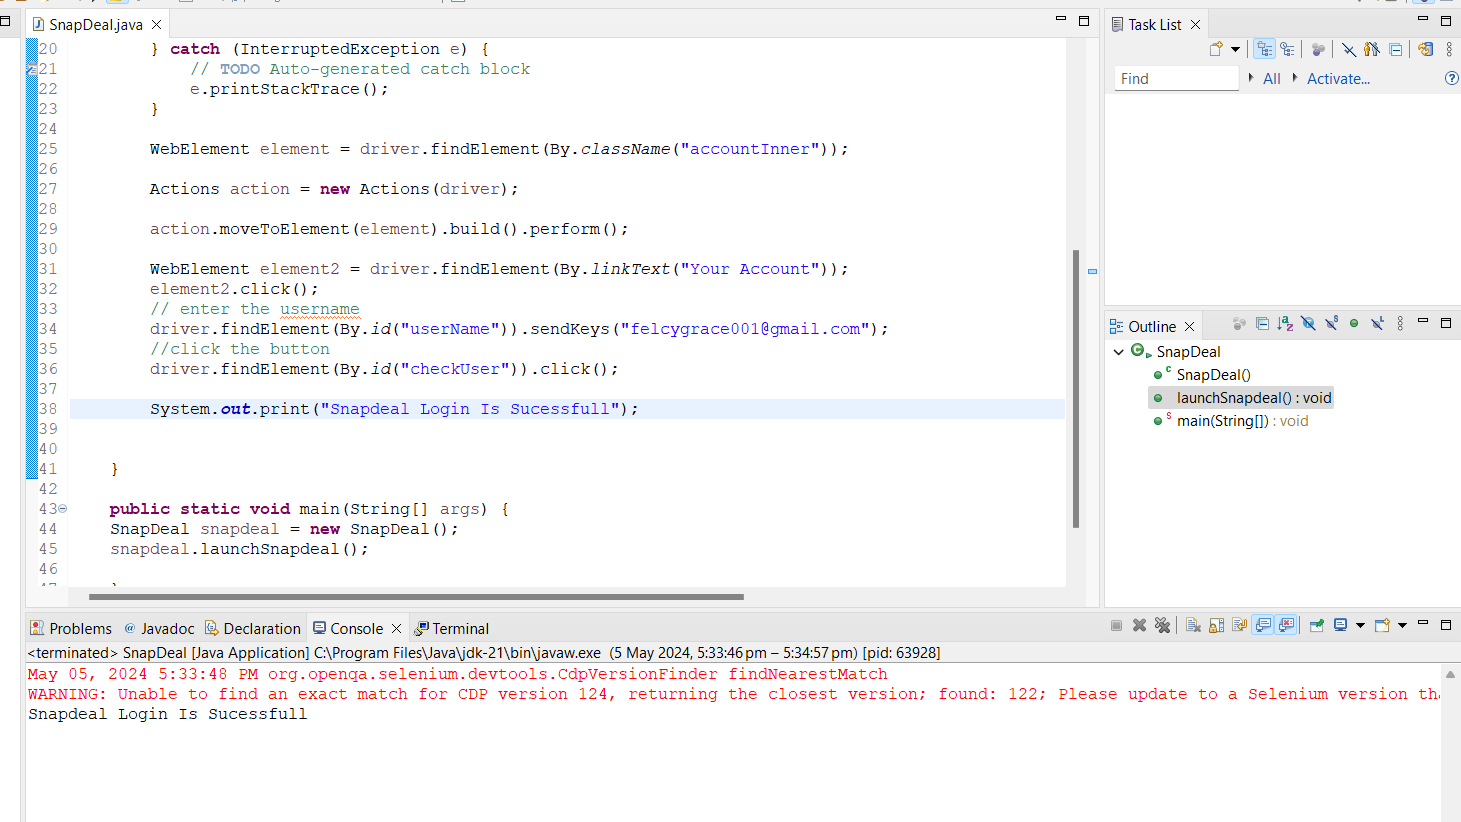 SnapDeal.java
20 } catch (InterruptedException e) {
21 // TODO Auto-generated catch block
22 e.printStackTrace();
23 }
24
25 WebElement element = driver.findElement(By.className("accountInner"));
26
27 Actions action = new Actions(driver);
28
29 action.moveToElement(element).build().perform();
30
31 WebElement element2 = driver.findElement(By.linkText("Your Account"));
32 element2.click();
33 // enter the username
34 driver.findElement(By.id("userName")).sendKeys("felcygrace001@gmail.com");
35 //click the button
36 driver.findElement(By.id("checkUser")).click();
37
38 System.out.print("Snapdeal Login Is Sucessfull");
39
40
41 }
42
43 public static void main(String[] args) {
44 SnapDeal snapdeal = new SnapDeal();
45 snapdeal.launchSnapdeal();
46
Task List
Find All Activate...
Outline
SnapDeal
SnapDeal()
launchSnapdeal() : void
main(String[]) : void
Problems @ Javadoc Declaration Console Terminal
<terminated> SnapDeal [Java Application] C:\Program Files\Java\jdk-21\bin\javaw.exe (5 May 2024, 5:33:46 pm – 5:34:57 pm) [pid: 63928]
May 05, 2024 5:33:48 PM org.openqa.selenium.devtools.CdpVersionFinder findNearestMatch
WARNING: Unable to find an exact match for CDP version 124, returning the closest version; found: 122; Please update to a Selenium version
Snapdeal Login Is Sucessfull